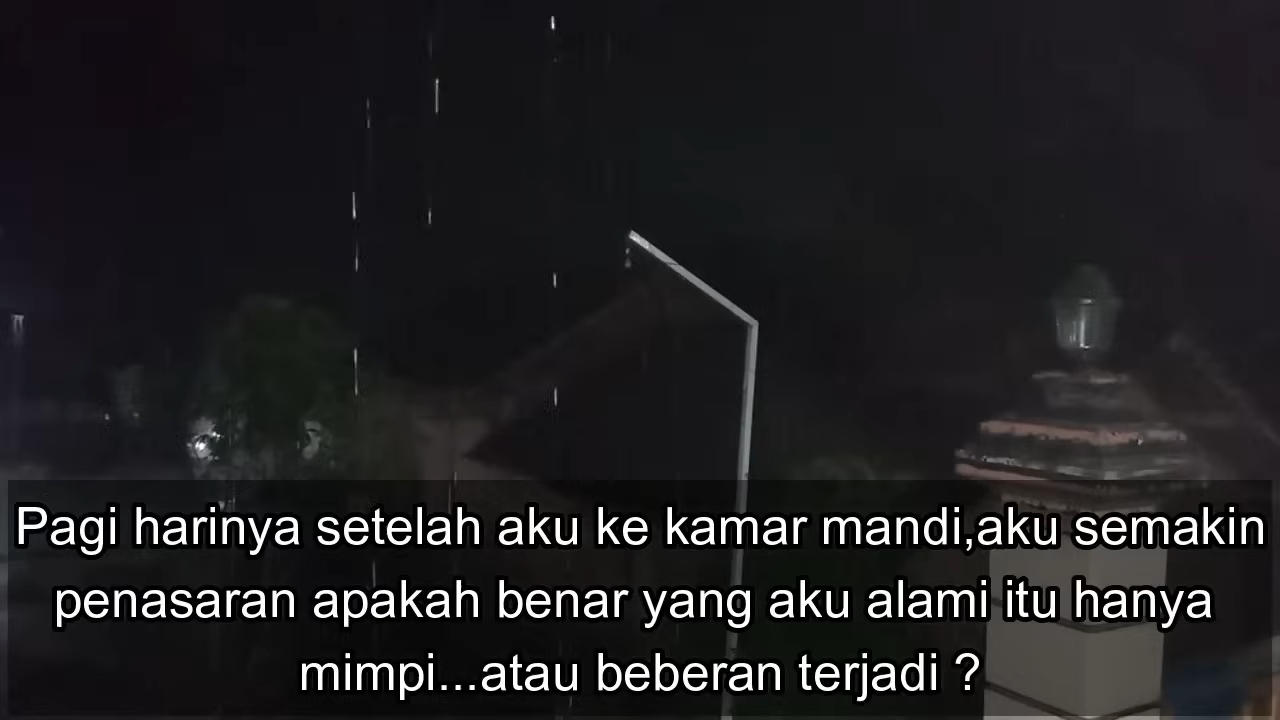 Pagi harinya setelah aku ke kamar mandi,aku semakin
penasaran apakah benar yang aku alami itu hanya
mimpi...atau beberan terjadi ?